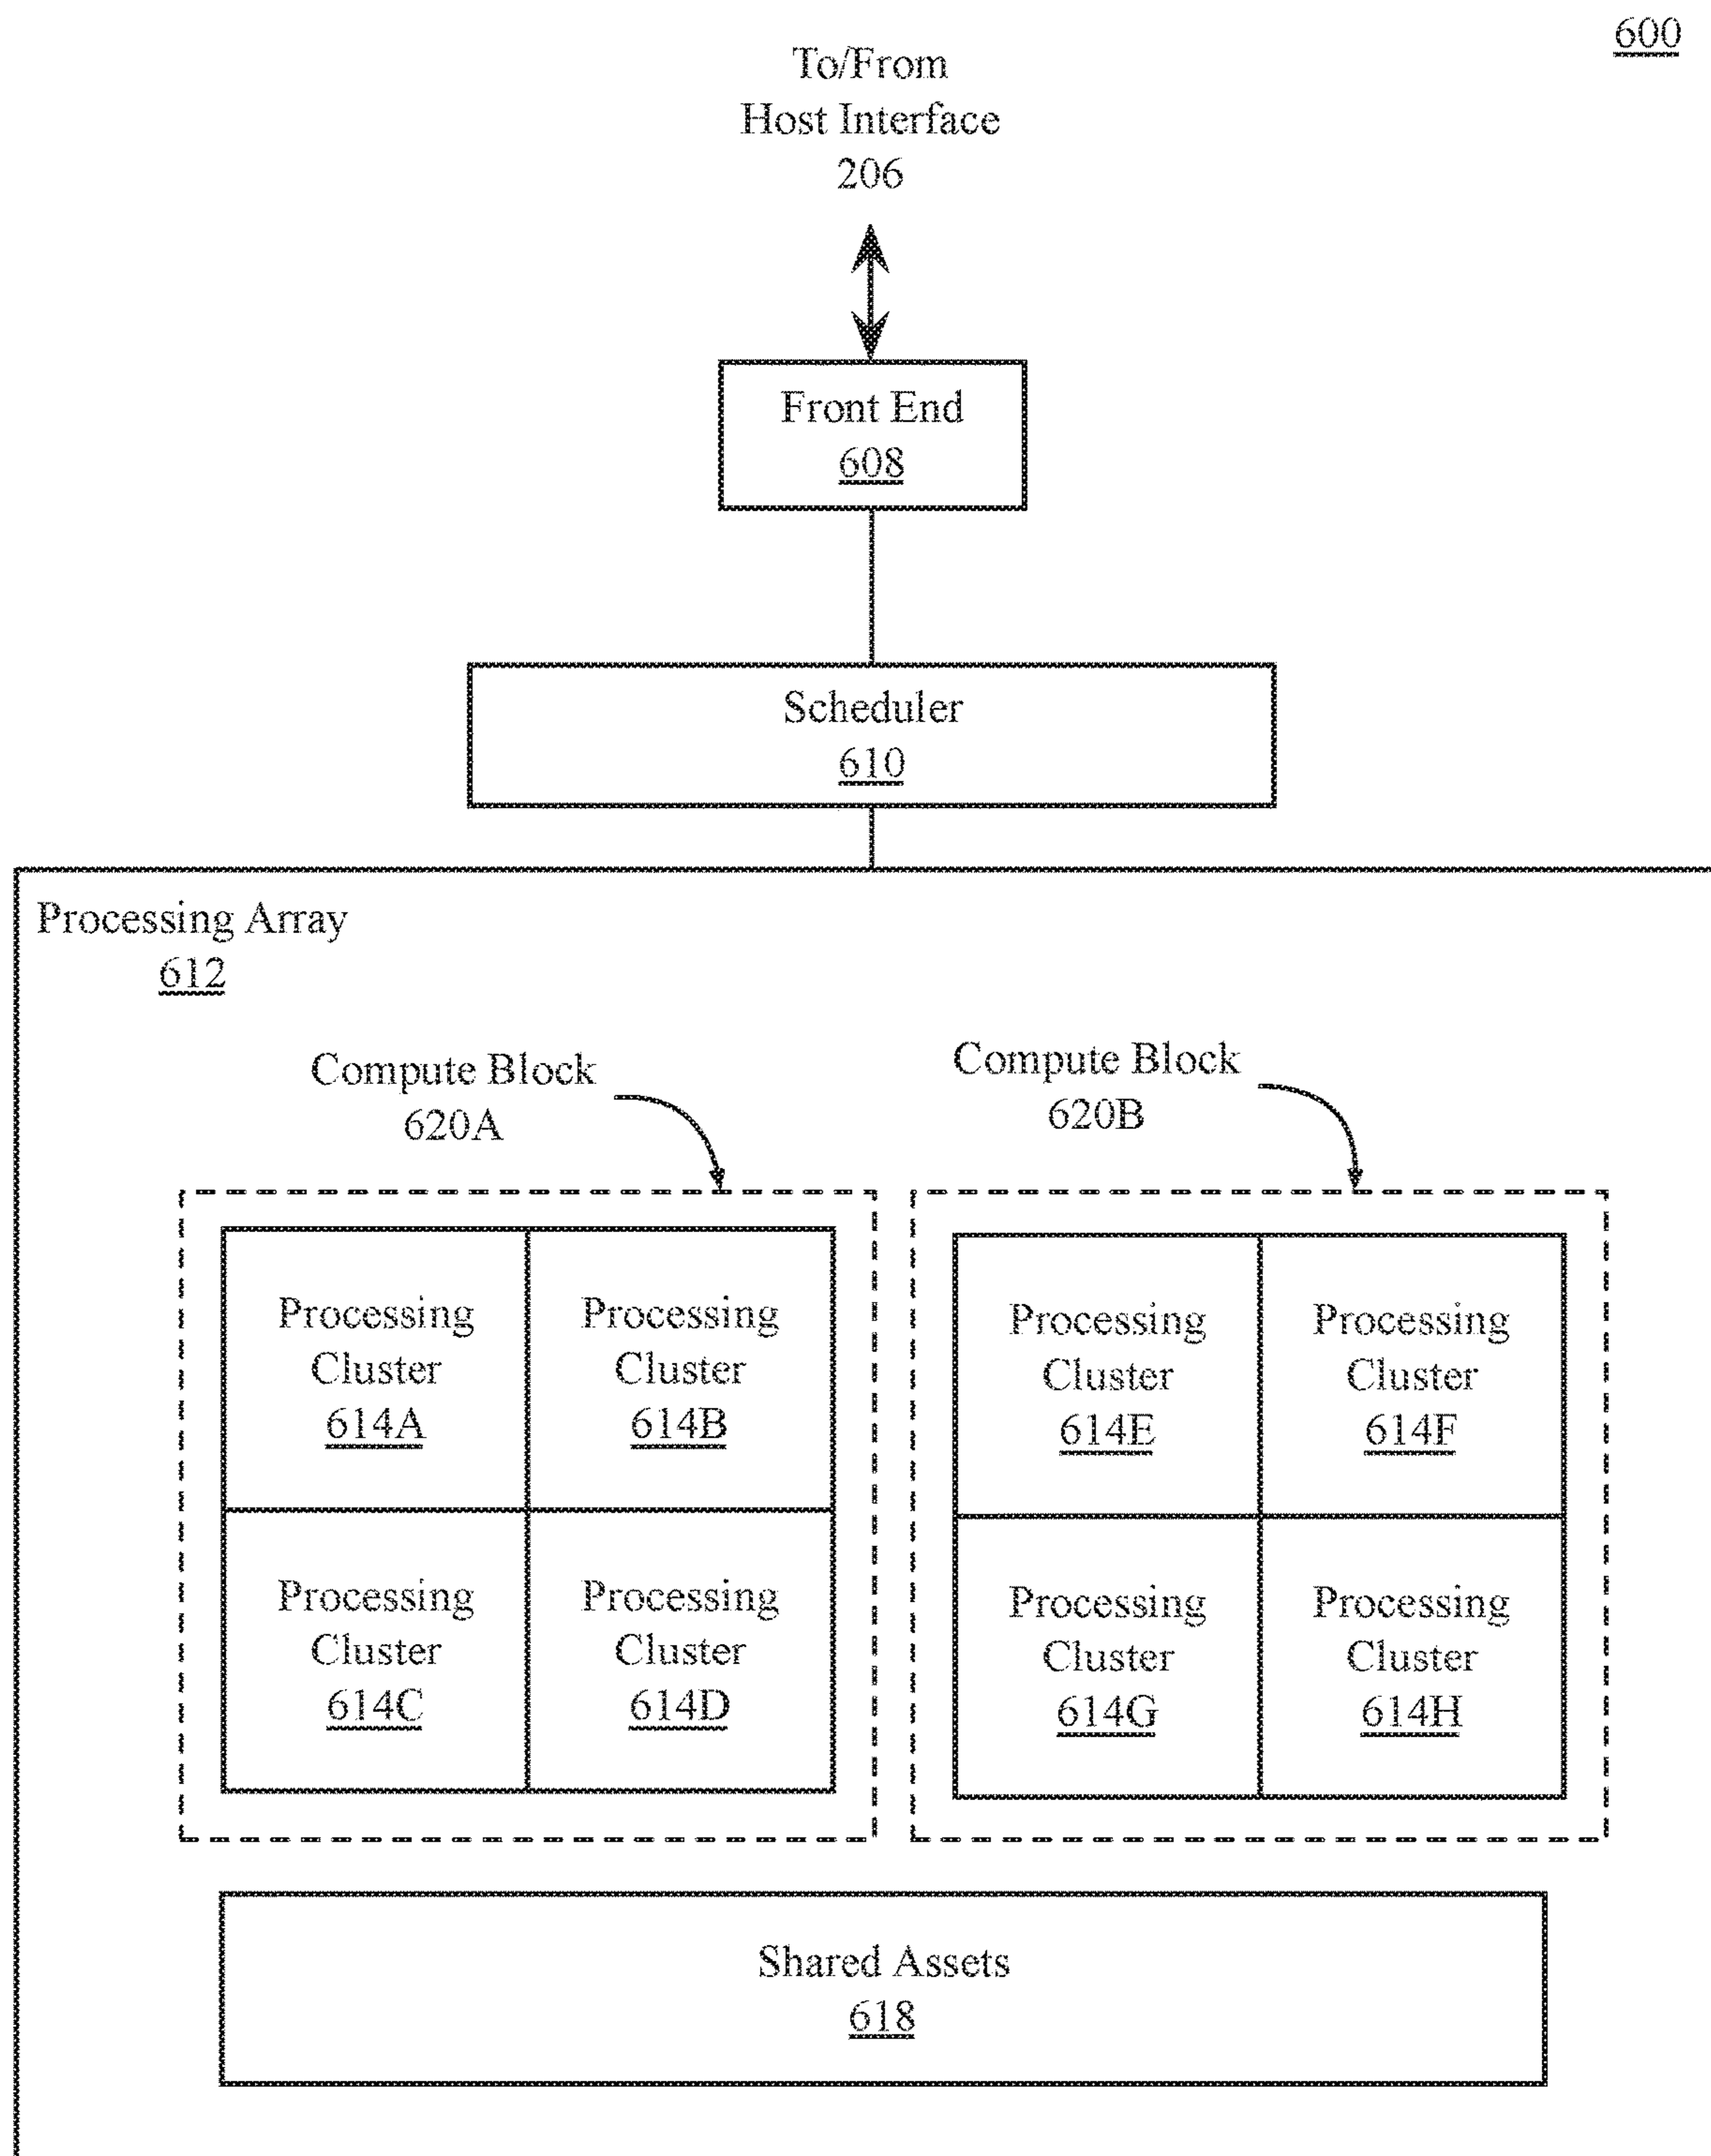 600
To/From
Host Interface
206
Front End
608
Scheduler
610
Processing Array
612
Compute Block
620A
Compute Block
620B
Processing
Cluster
614A
Processing
Cluster
614B
Processing
Cluster
614C
Processing
Cluster
614D
Processing
Cluster
614E
Processing
Cluster
614F
Processing
Cluster
614G
Processing
Cluster
614H
Shared Assets
618